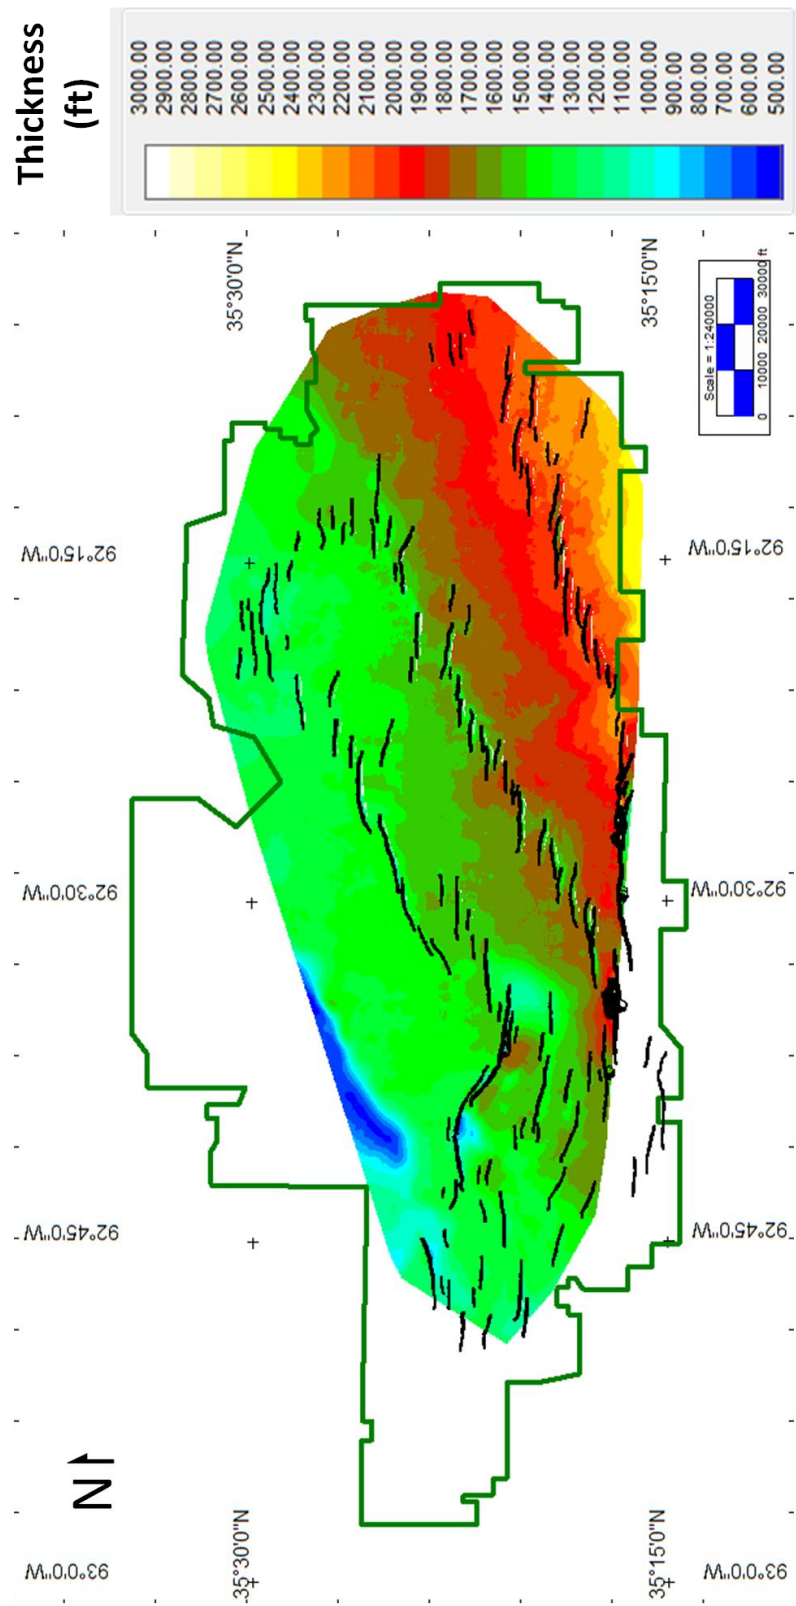 Thickness
(ft)
3000.00
2900.00
2800.00
2700.00
2600.00
2500.00
2400.00
2300.00
2200.00
2100.00
2000.00
1900.00
1800.00
1700.00
1600.00
1500.00
1400.00
1300.00
1200.00
1100.00
1000.00
900.00
800.00
700.00
600.00
500.00
93°0'0"W
92°45'0"W
92°30'0"W
92°15'0"W
35°30'0"N
35°30'0"N
35°15'0"N
35°15'0"N
93°0'0"W
92°45'0"W
92°30'0"W
92°15'0"W
N
Scale = 1:240000
0 10000 20000 30000 ft